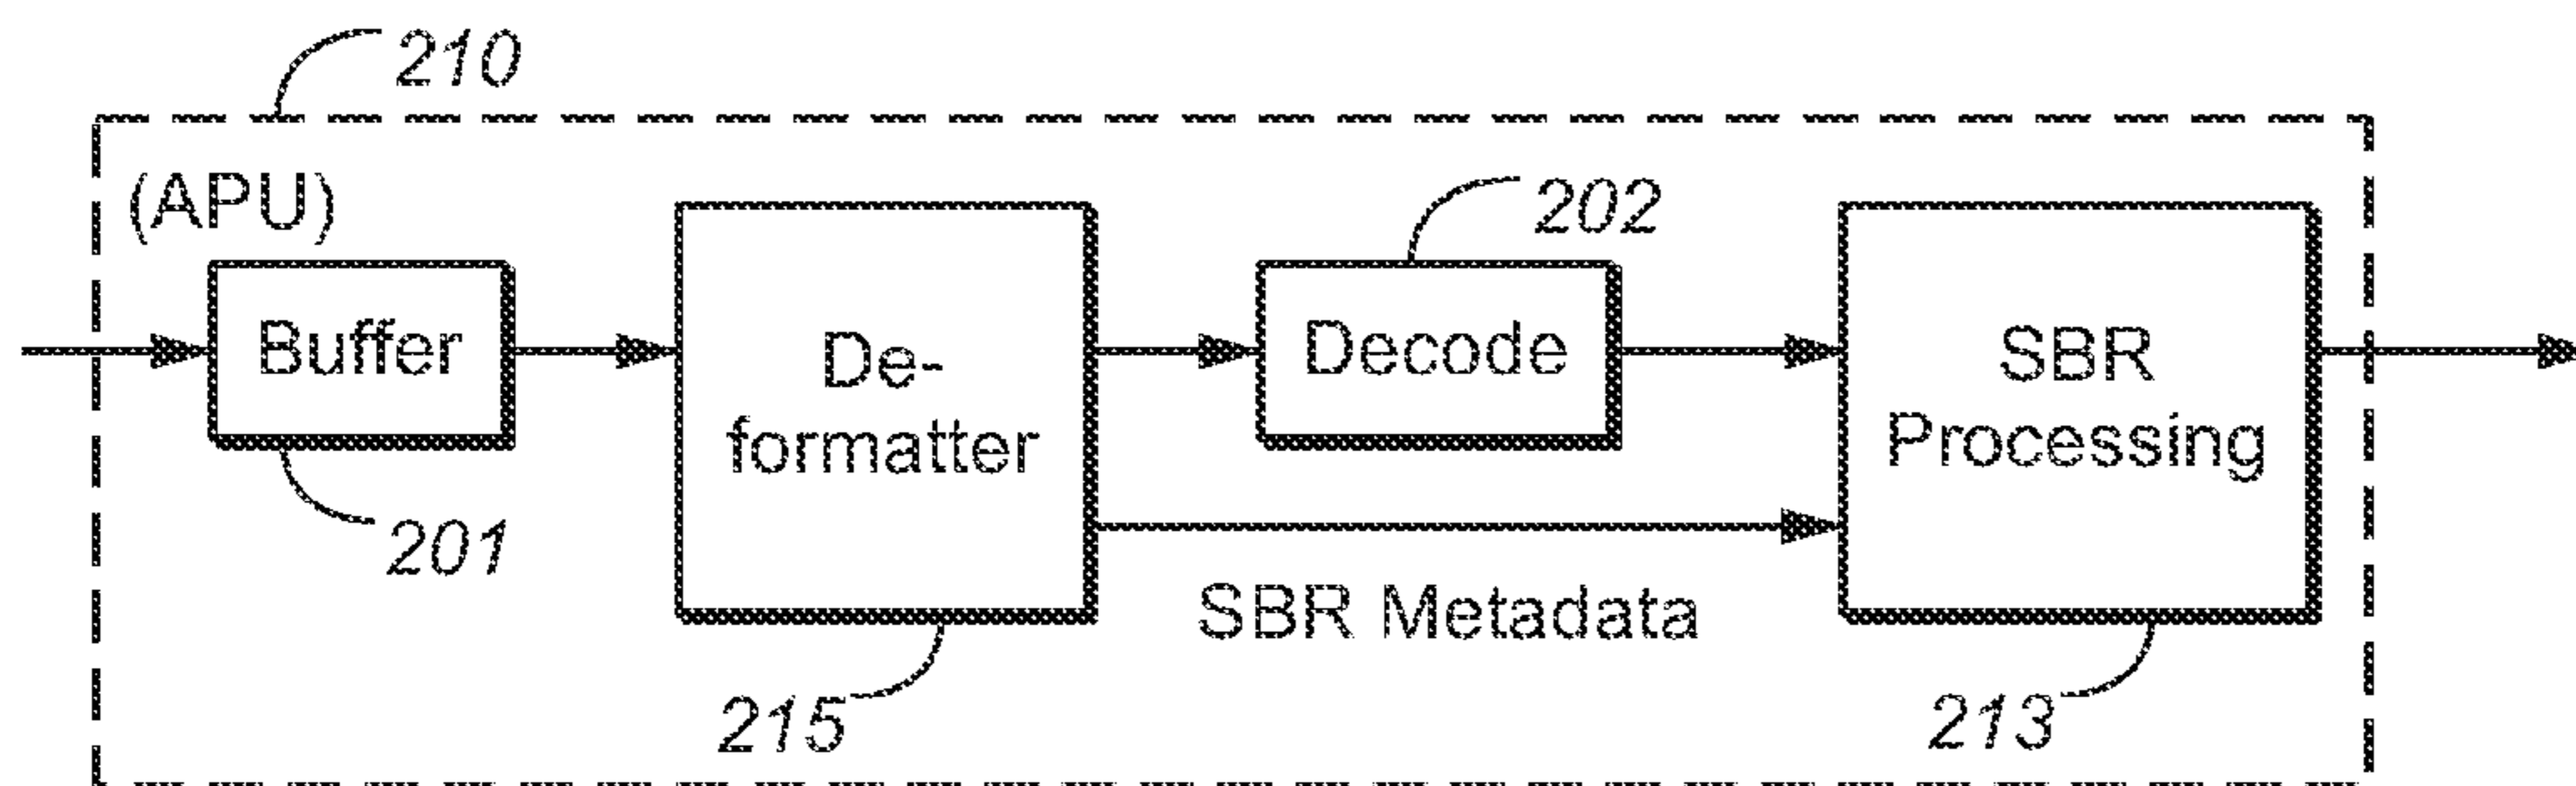 210
(APU)
202
Buffer
De-
formatter
Decode
SBR
Processing
201
SBR Metadata
215
213